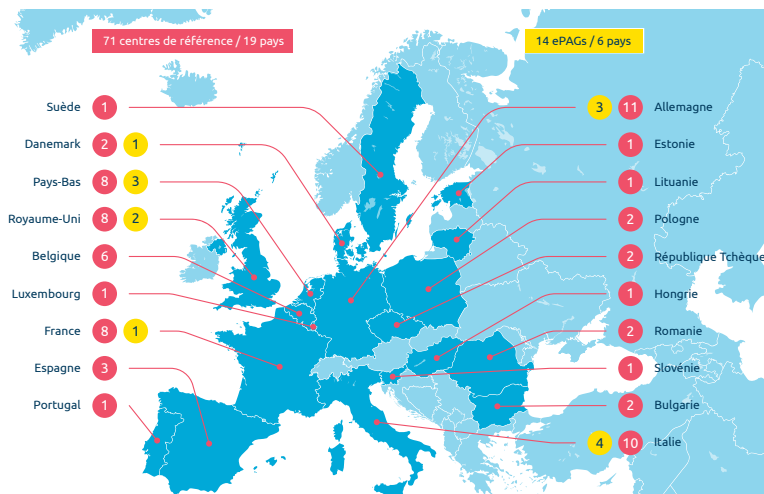 71 centres de référence / 19 pays
14 ePAGs / 6 pays
Suède 1
Danemark 2 1
Pays-Bas 8 3
Royaume-Uni 8 2
Belgique 6
Luxembourg 1
France 8 1
Espagne 3
Portugal 1
3 11 Allemagne
1 Estonie
1 Lituanie
2 Pologne
2 République Tchèque
1 Hongrie
2 Romanie
1 Slovénie
2 Bulgarie
4 10 Italie